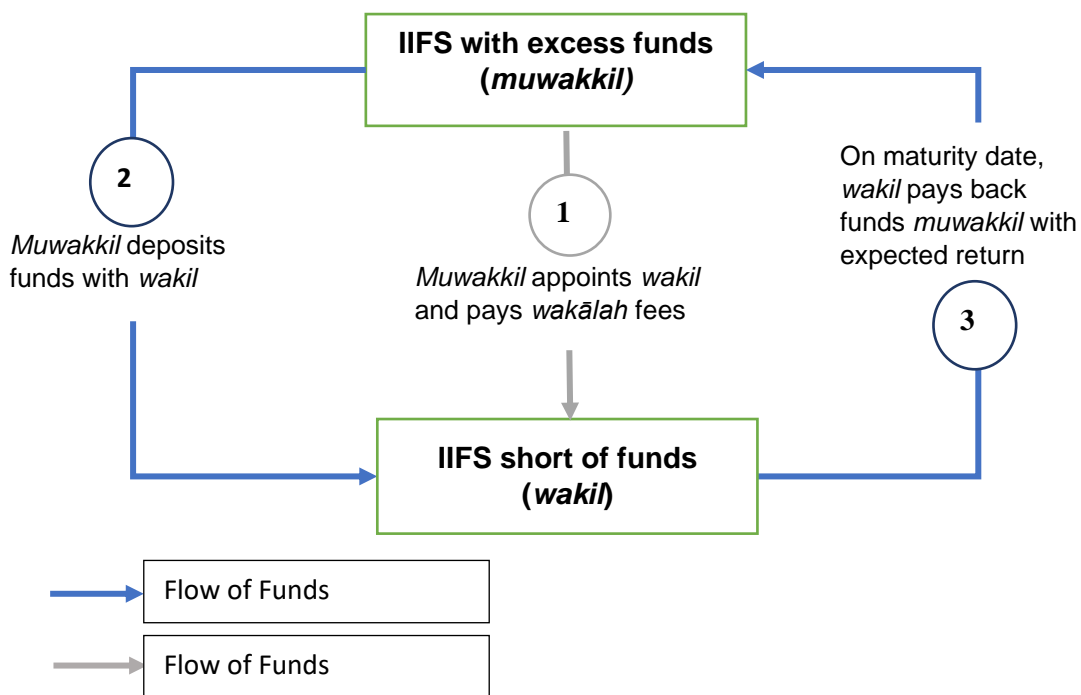 IIFS with excess funds
(muwakkil)
2
Muwakkil deposits
funds with wakil
1
Muwakkil appoints wakil
and pays wakālah fees
On maturity date,
wakil pays back
funds muwakkil with
expected return
3
IIFS short of funds
(wakil)
Flow of Funds
Flow of Funds